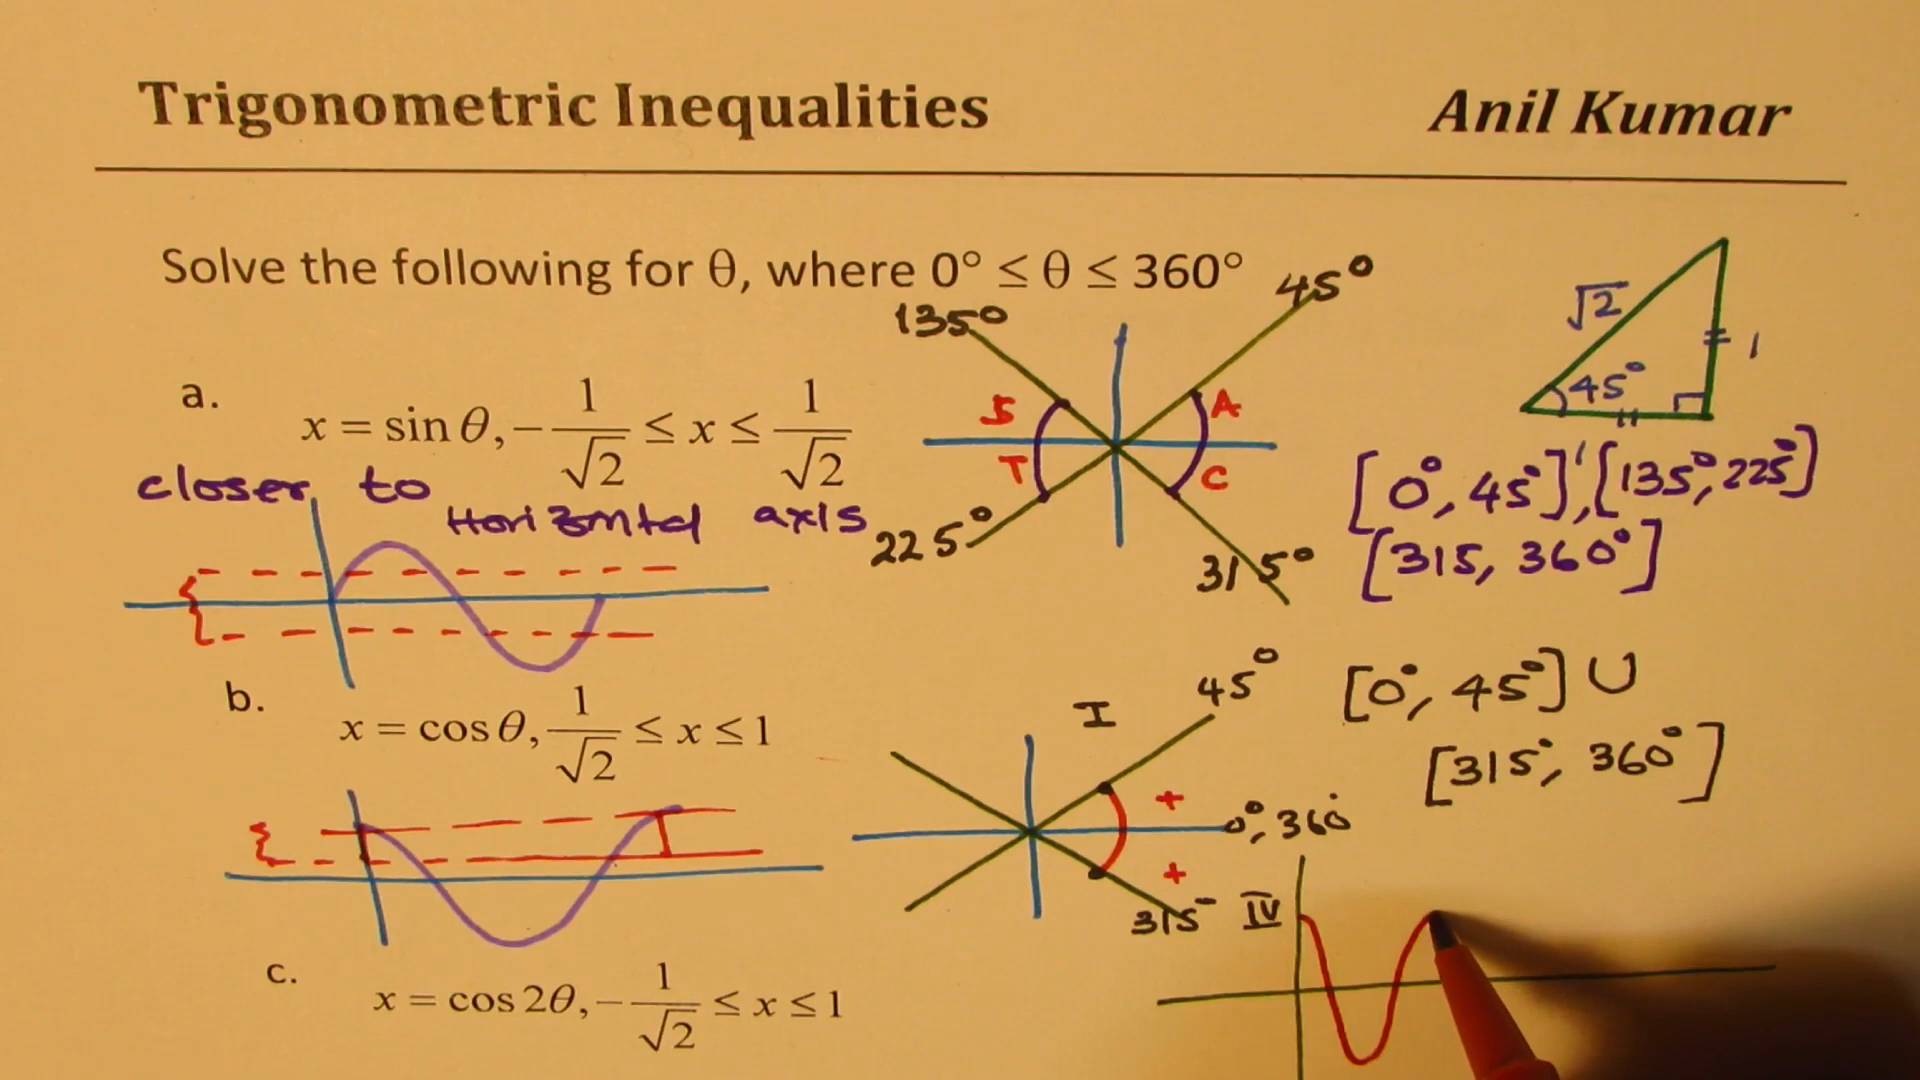 Trigonometric Inequalities
Anil Kumar
Solve the following for θ, where 0° ≤ θ ≤ 360°
a.
x = sin θ, −1/√2 ≤ x ≤ 1/√2
closer to
Horizontal axis
135°
45°
S
A
T
C
225°
315°
√2
45°
1
[0°, 45°], [135°, 225°]
[315, 360°]
b.
x = cos θ, 1/√2 ≤ x ≤ 1
I
45°
+
0°, 360°
+
315°
IV
[0°, 45°] ∪
[315°, 360°]
c.
x = cos 2θ, −1/√2 ≤ x ≤ 1